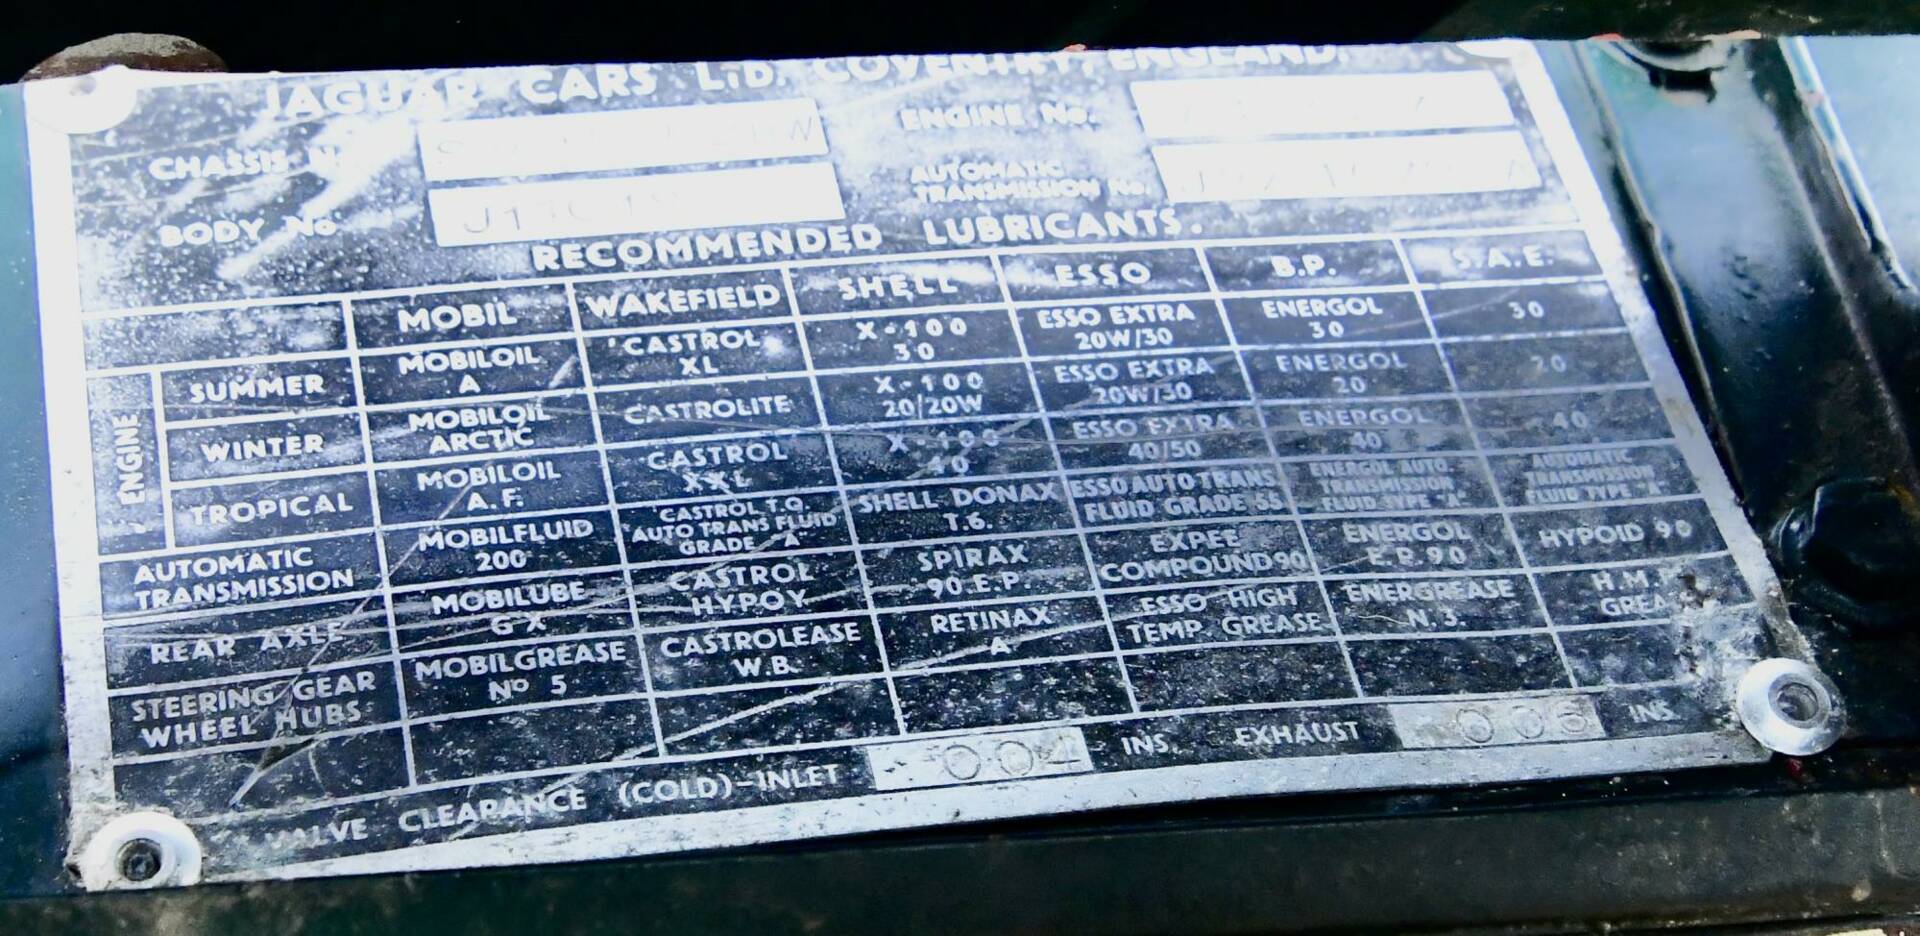 JAGUAR CARS LTD. COVENTRY, ENGLAND.
CHASSIS ENGINE No.
BODY No AUTOMATIC
TRANSMISSION No.
RECOMMENDED LUBRICANTS.
MOBIL WAKEFIELD SHELL ESSO B.P. S.A.E.
ENGINE
SUMMER MOBILOIL CASTROL X-100 ESSO EXTRA ENERGOL 30
A XL 30 20W/30 30
WINTER MOBILOIL CASTROLITE X-100 ESSO EXTRA ENERGOL 20
ARCTIC 20/20W 20W/30 20
TROPICAL MOBILOIL CASTROL X-100 ESSO EXTRA ENERGOL 40
A.F. XXL 40 40/50 40
AUTOMATIC MOBILFLUID CASTROL T.Q. SHELL DONAX ESSO AUTO TRANS ENERGOL AUTO. AUTOMATIC
TRANSMISSION 200 AUTO TRANS FLUID T.6. FLUID GRADE 55 TRANSMISSION TRANSMISSION
GRADE "A" FLUID TYPE "A" FLUID TYPE "A"
REAR AXLE MOBILUBE CASTROL SPIRAX EXPEE ENERGOL HYPOID 90
GX HYPOY 90.E.P. COMPOUND 90 E.P.90
STEERING GEAR MOBILGREASE CASTROLEASE RETINAX ESSO HIGH ENERGREASE H.M.P.
WHEEL HUBS No 5 W.B. A TEMP. GREASE N.3.
VALVE CLEARANCE (COLD)-INLET .004 INS. EXHAUST .006 INS.